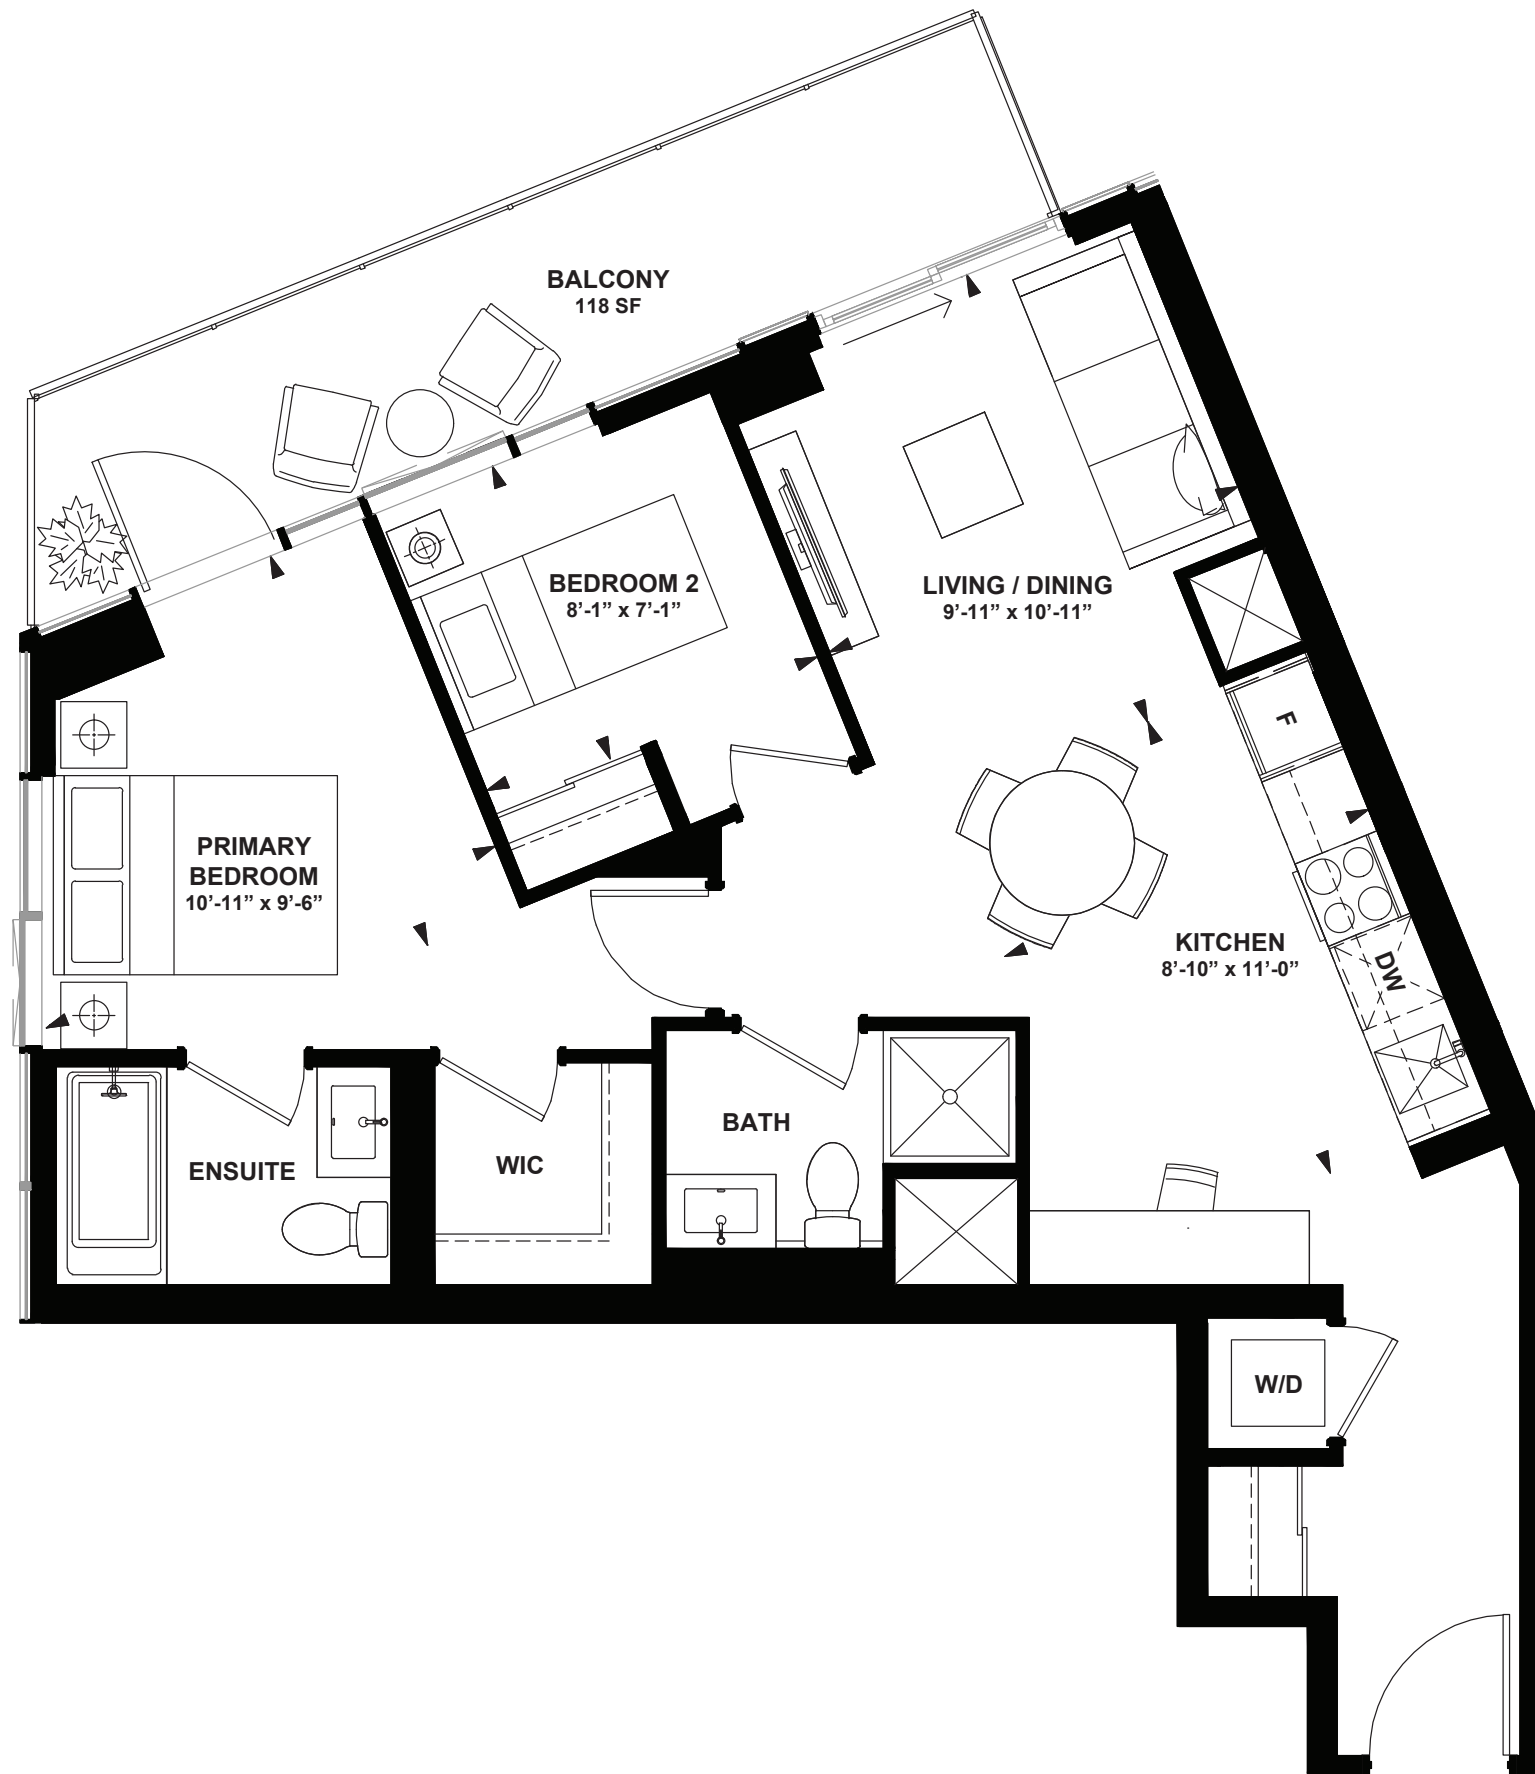 BALCONY
118 SF
BEDROOM 2
8’-1” x 7’-1”
LIVING / DINING
9’-11” x 10’-11”
F
PRIMARY
BEDROOM
10’-11” x 9’-6”
KITCHEN
8’-10” x 11’-0”
DW
BATH
ENSUITE
WIC
W/D